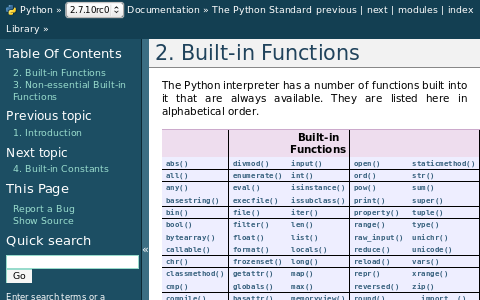 Python » 2.7.10rc0 Documentation » The Python Standard previous | next | modules | index
Library »
Table Of Contents
2. Built-in Functions
3. Non-essential Built-in
Functions
Previous topic
1. Introduction
Next topic
4. Built-in Constants
This Page
Report a Bug
Show Source
Quick search
Go
Enter search terms or a
«
2. Built-in Functions
The Python interpreter has a number of functions built into
it that are always available. They are listed here in
alphabetical order.
Built-in
Functions
abs() divmod() input() open() staticmethod()
all() enumerate() int() ord() str()
any() eval() isinstance() pow() sum()
basestring() execfile() issubclass() print() super()
bin() file() iter() property() tuple()
bool() filter() len() range() type()
bytearray() float() list() raw_input() unichr()
callable() format() locals() reduce() unicode()
chr() frozenset() long() reload() vars()
classmethod() getattr() map() repr() xrange()
cmp() globals() max() reversed() zip()
compile() hasattr() memoryview() round() __import__()